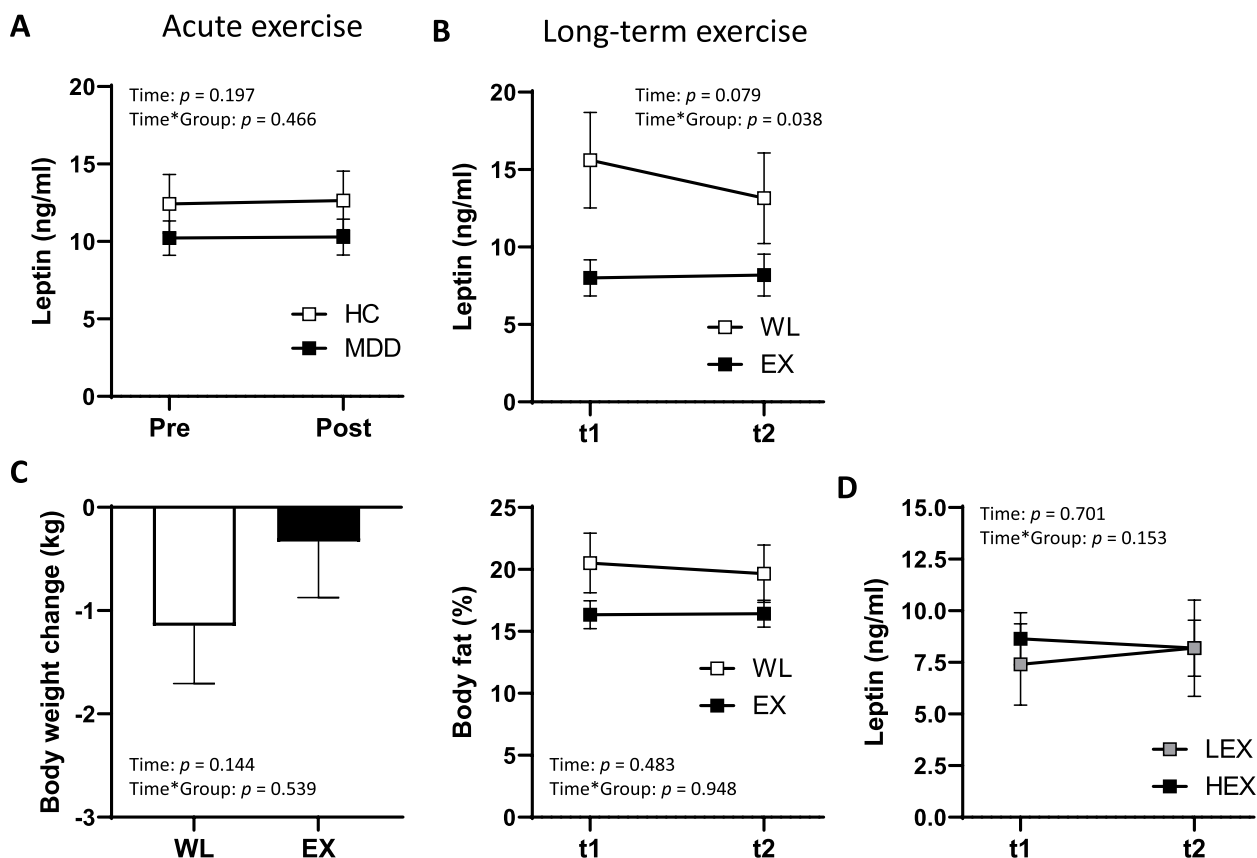 A
Acute exercise
Time: p = 0.197
Time*Group: p = 0.466
Leptin (ng/ml)
20
15
10
5
0
HC
MDD
Pre
Post
B
Long-term exercise
Time: p = 0.079
Time*Group: p = 0.038
Leptin (ng/ml)
20
15
10
5
0
WL
EX
t1
t2
C
Body weight change (kg)
0
-1
-2
-3
Time: p = 0.144
Time*Group: p = 0.539
WL
EX
Body fat (%)
25
20
15
10
5
0
WL
EX
Time: p = 0.483
Time*Group: p = 0.948
t1
t2
D
Time: p = 0.701
Time*Group: p = 0.153
Leptin (ng/ml)
15.0
12.5
10.0
7.5
5.0
2.5
0.0
LEX
HEX
t1
t2